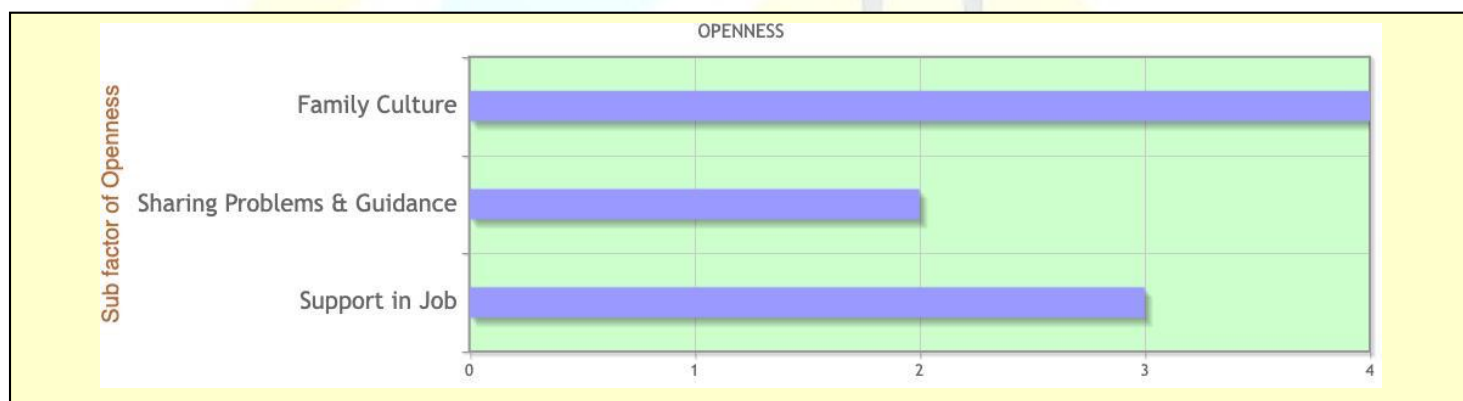 OPENNESS
Sub factor of Openness
Family Culture
Sharing Problems & Guidance
Support in Job
0 1 2 3 4